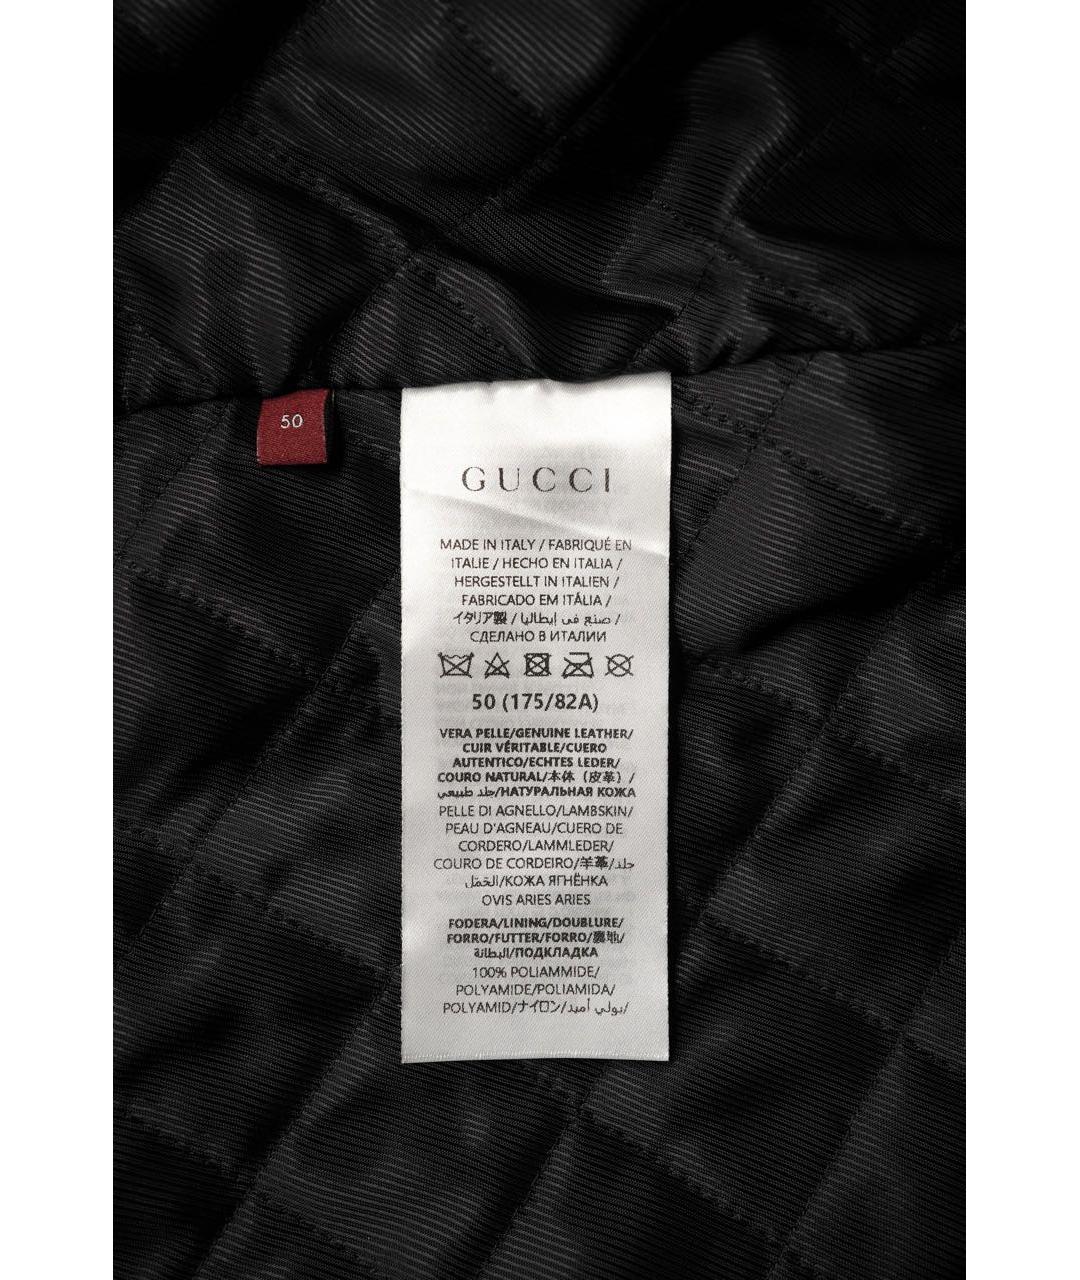 50
GUCCI
MADE IN ITALY / FABRIQUÉ EN
ITALIE / HECHO EN ITALIA /
HERGESTELLT IN ITALIEN /
FABRICADO EM ITÁLIA /
イタリア製 / صنع في إيطاليا /
СДЕЛАНО В ИТАЛИИ
50 (175/82A)
VERA PELLE/GENUINE LEATHER/
CUIR VÉRITABLE/CUERO
AUTENTICO/ECHTES LEDER/
COURO NATURAL/本体（皮革）/
جلد طبيعي/НАТУРАЛЬНАЯ КОЖА
PELLE DI AGNELLO/LAMBSKIN/
PEAU D'AGNEAU/CUERO DE
CORDERO/LAMMLEDER/
COURO DE CORDEIRO/羊革/جلد
الحَمَل/КОЖА ЯГНЁНКА
OVIS ARIES ARIES
FODERA/LINING/DOUBLURE/
FORRO/FUTTER/FORRO/裏地/
البطانة/ПОДКЛАДКА
100% POLIAMMIDE/
POLYAMIDE/POLIAMIDA/
POLYAMID/ナイロン/بولي أميد/